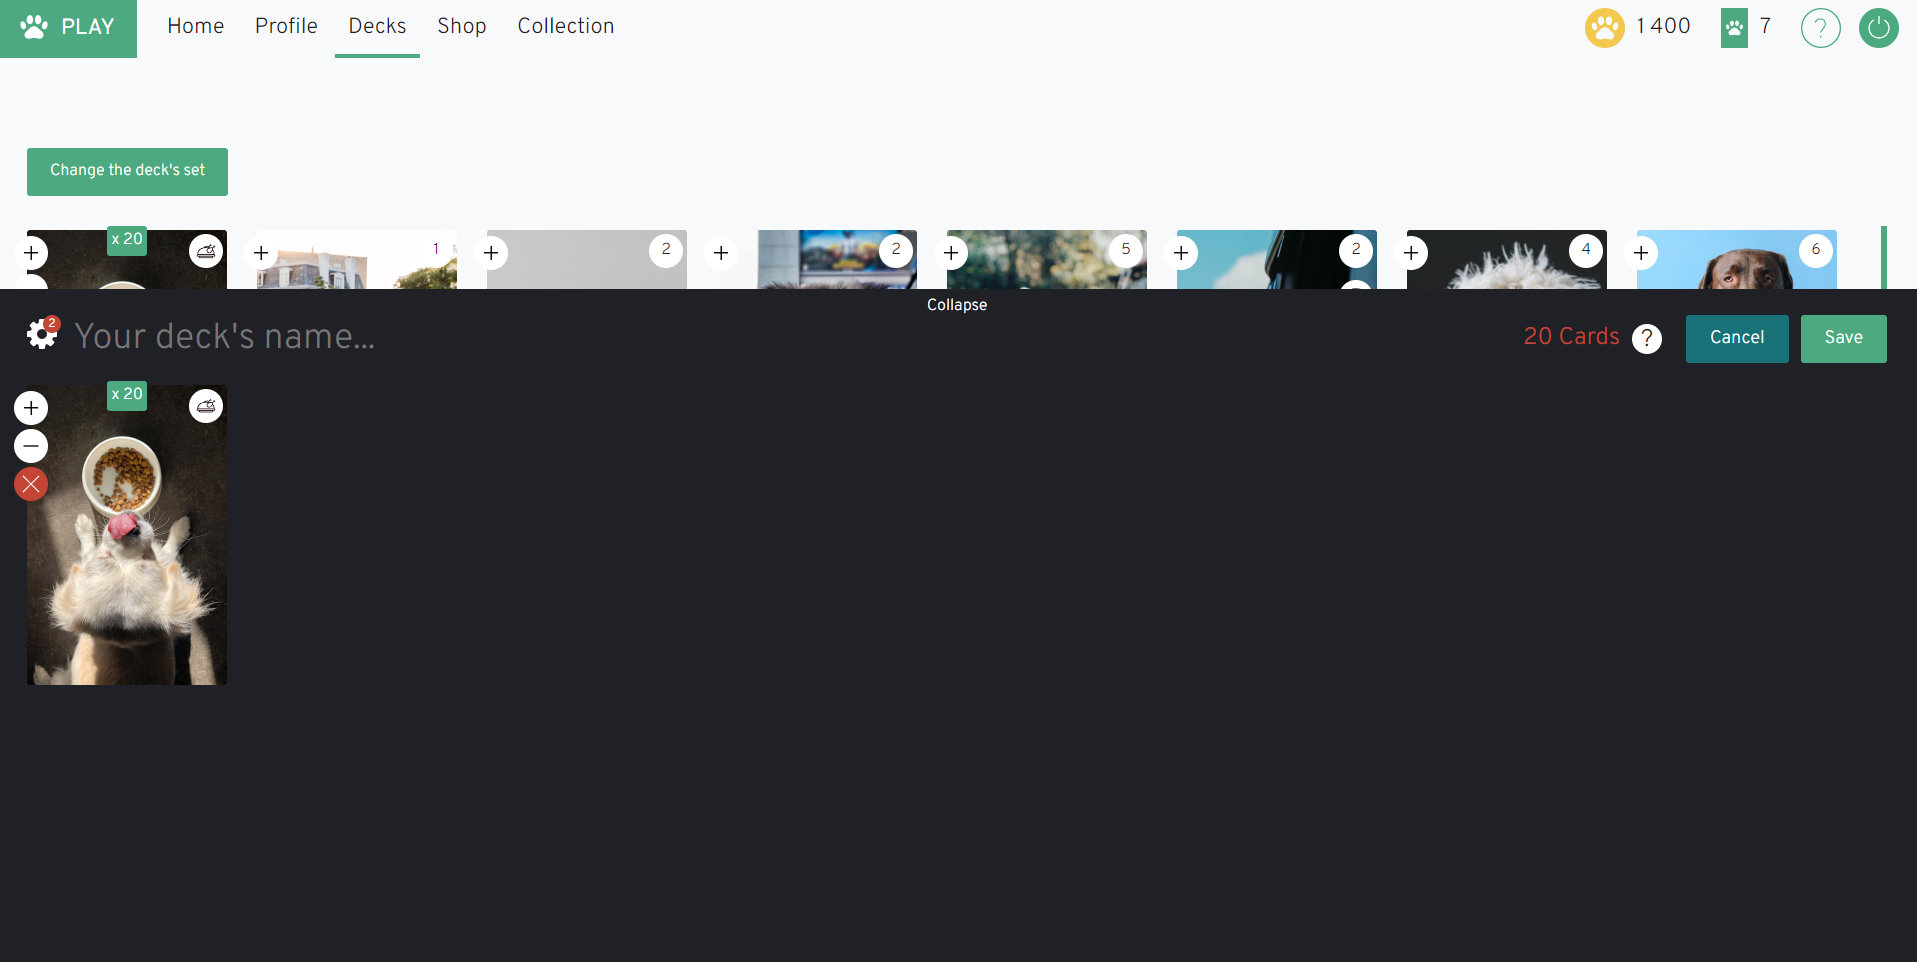 PLAY
Home
Profile
Decks
Shop
Collection
1 400
7
?
Change the deck's set
x 20
1
2
2
5
2
4
6
Collapse
2
Your deck's name...
20 Cards
?
Cancel
Save
x 20